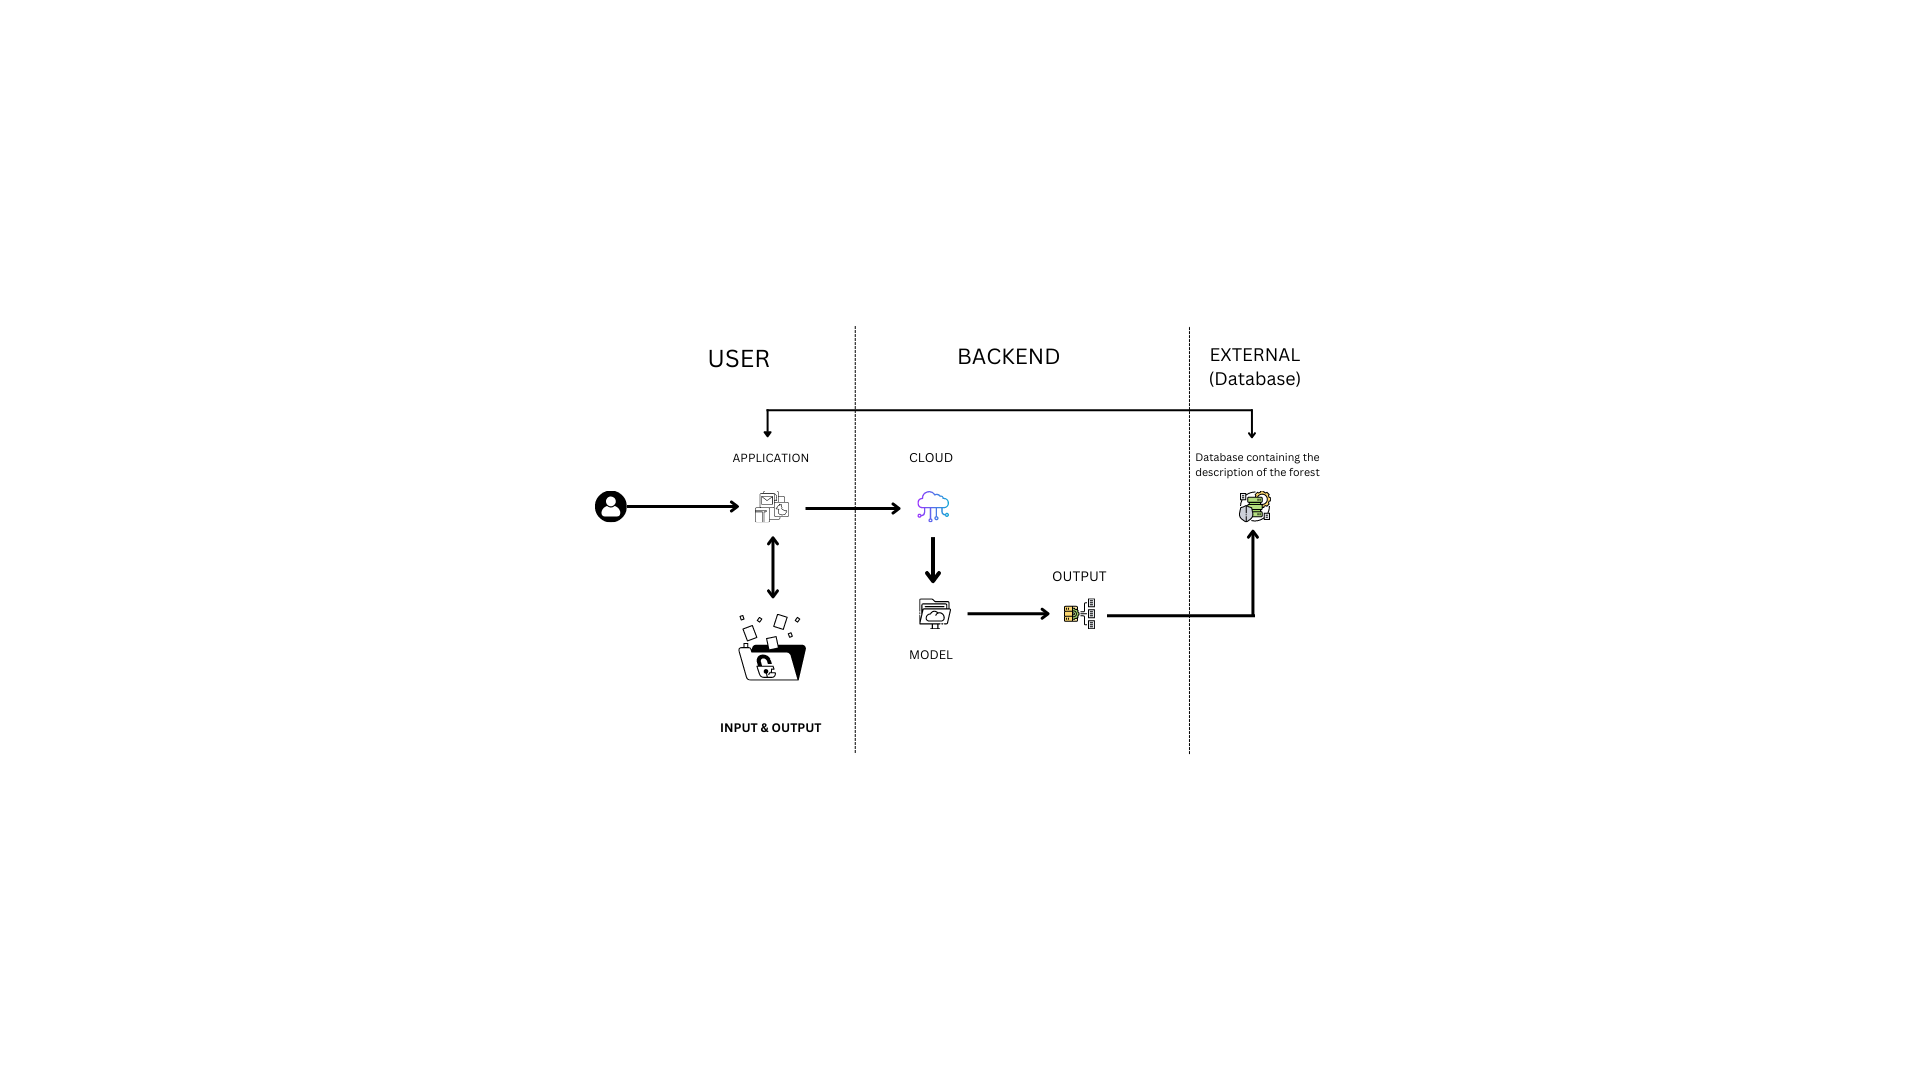 USER
BACKEND
EXTERNAL
(Database)
APPLICATION
CLOUD
Database containing the
description of the forest
OUTPUT
MODEL
INPUT & OUTPUT